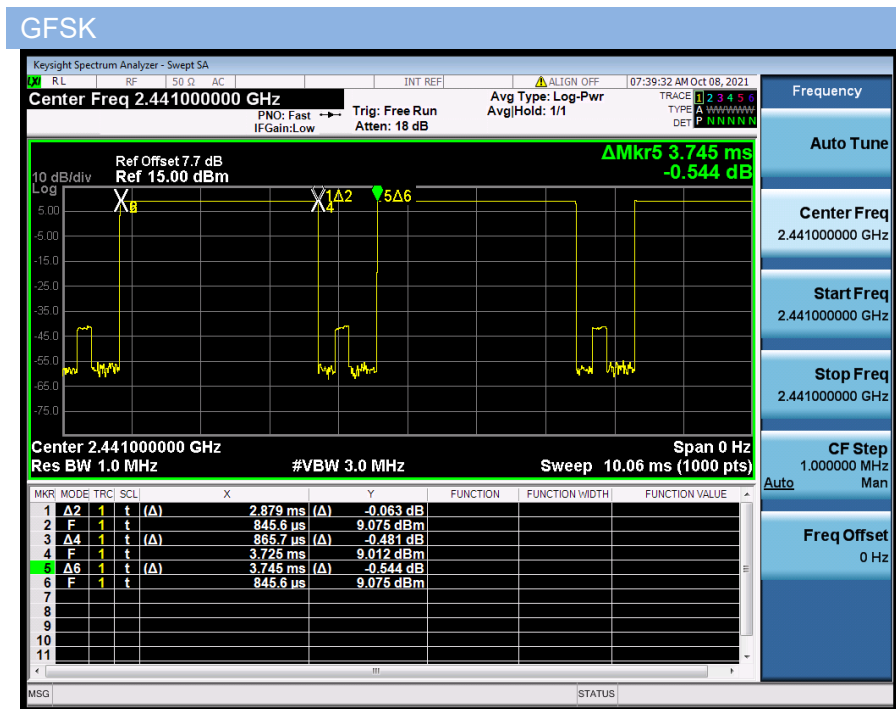 GFSK
Keysight Spectrum Analyzer - Swept SA
LXI RL RF 50 Ω AC INT REF ALIGN OFF 07:39:32 AM Oct 08, 2021
Center Freq 2.441000000 GHz
PNO: Fast
IFGain:Low
Trig: Free Run
Atten: 18 dB
Avg Type: Log-Pwr
Avg|Hold: 1/1
TRACE 1 2 3 4 5 6
TYPE A WWWWW
DET P N N N N N
ΔMkr5 3.745 ms
-0.544 dB
Ref Offset 7.7 dB
10 dB/div Ref 15.00 dBm
Log
5.00
-5.00
-15.0
-25.0
-35.0
-45.0
-55.0
-65.0
-75.0
1Δ2
4
5Δ6
Center 2.441000000 GHz Span 0 Hz
Res BW 1.0 MHz #VBW 3.0 MHz Sweep 10.06 ms (1000 pts)
MKR MODE TRC SCL X Y FUNCTION FUNCTION WIDTH FUNCTION VALUE
1 Δ2 1 t (Δ) 2.879 ms (Δ) -0.063 dB
2 F 1 t 845.6 µs 9.075 dBm
3 Δ4 1 t (Δ) 865.7 µs (Δ) -0.481 dB
4 F 1 t 3.725 ms 9.012 dBm
5 Δ6 1 t (Δ) 3.745 ms (Δ) -0.544 dB
6 F 1 t 845.6 µs 9.075 dBm
7
8
9
10
11
MSG STATUS
Frequency
Auto Tune
Center Freq
2.441000000 GHz
Start Freq
2.441000000 GHz
Stop Freq
2.441000000 GHz
CF Step
1.000000 MHz
Auto Man
Freq Offset
0 Hz